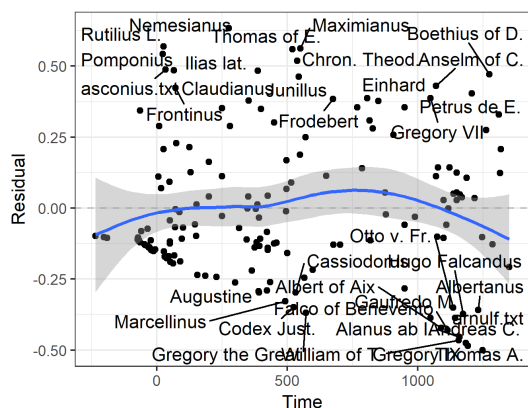 Nemesianus
Maximianus
Rutilius L.
Thomas of E.
Boethius of D.
Pomponius
Ilias lat.
Chron. Theod.
Anselm of C.
asconius.txt
Claudianus
Junillus
Einhard
Petrus de E.
Frontinus
Frodebert
Gregory VII
0.50
0.25
0.00
-0.25
-0.50
Residual
Otto v. Fr.
Cassiodorus
Hugo Falcandus
Augustine
Albert of Aix
Albertanus
Marcellinus
Falco of Benevento
Gaufredo M.
arnulf.txt
Codex Just.
Alanus ab I.
Andreas C.
Gregory the Great
William of T.
Gregory IX
Thomas A.
0
500
1000
Time